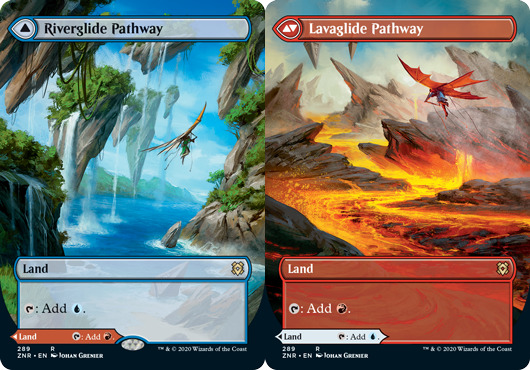 Riverglide Pathway
Land
: Add .
Land : Add .
289 R
ZNR • EN Johan Grenier
™ & © 2020 Wizards of the Coast
Lavaglide Pathway
Land
: Add .
Land : Add .
289 R
ZNR • EN Johan Grenier
™ & © 2020 Wizards of the Coast